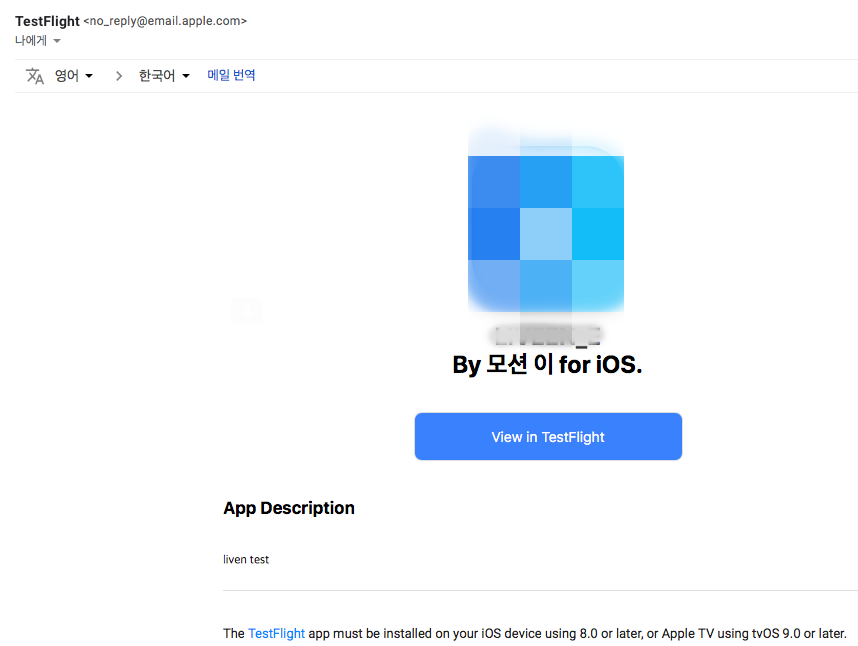 TestFlight <no_reply@email.apple.com>
나에게
영어 한국어 메일 번역
By 모션 이 for iOS.
View in TestFlight
App Description
liven test
The TestFlight app must be installed on your iOS device using 8.0 or later, or Apple TV using tvOS 9.0 or later.